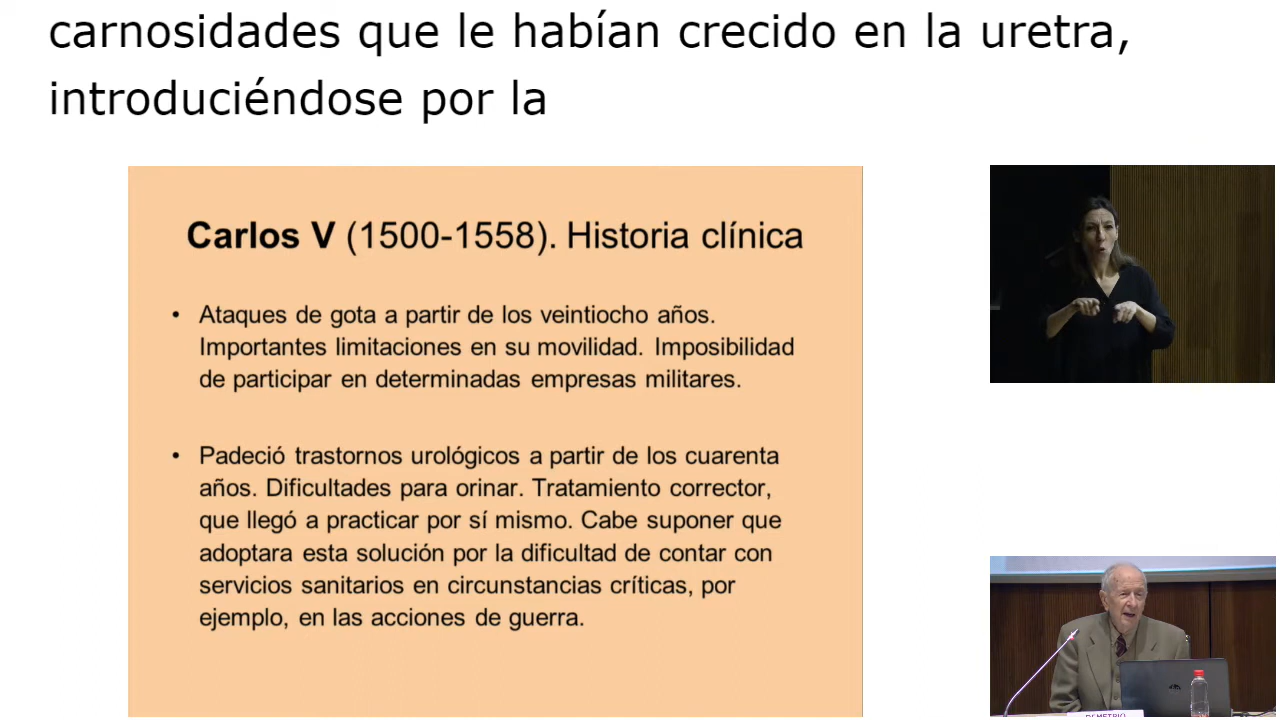 carnosidades que le habían crecido en la uretra,
introduciéndose por la
Carlos V (1500-1558). Historia clínica
• Ataques de gota a partir de los veintiocho años.
Importantes limitaciones en su movilidad. Imposibilidad
de participar en determinadas empresas militares.
• Padeció trastornos urológicos a partir de los cuarenta
años. Dificultades para orinar. Tratamiento corrector,
que llegó a practicar por sí mismo. Cabe suponer que
adoptara esta solución por la dificultad de contar con
servicios sanitarios en circunstancias críticas, por
ejemplo, en las acciones de guerra.